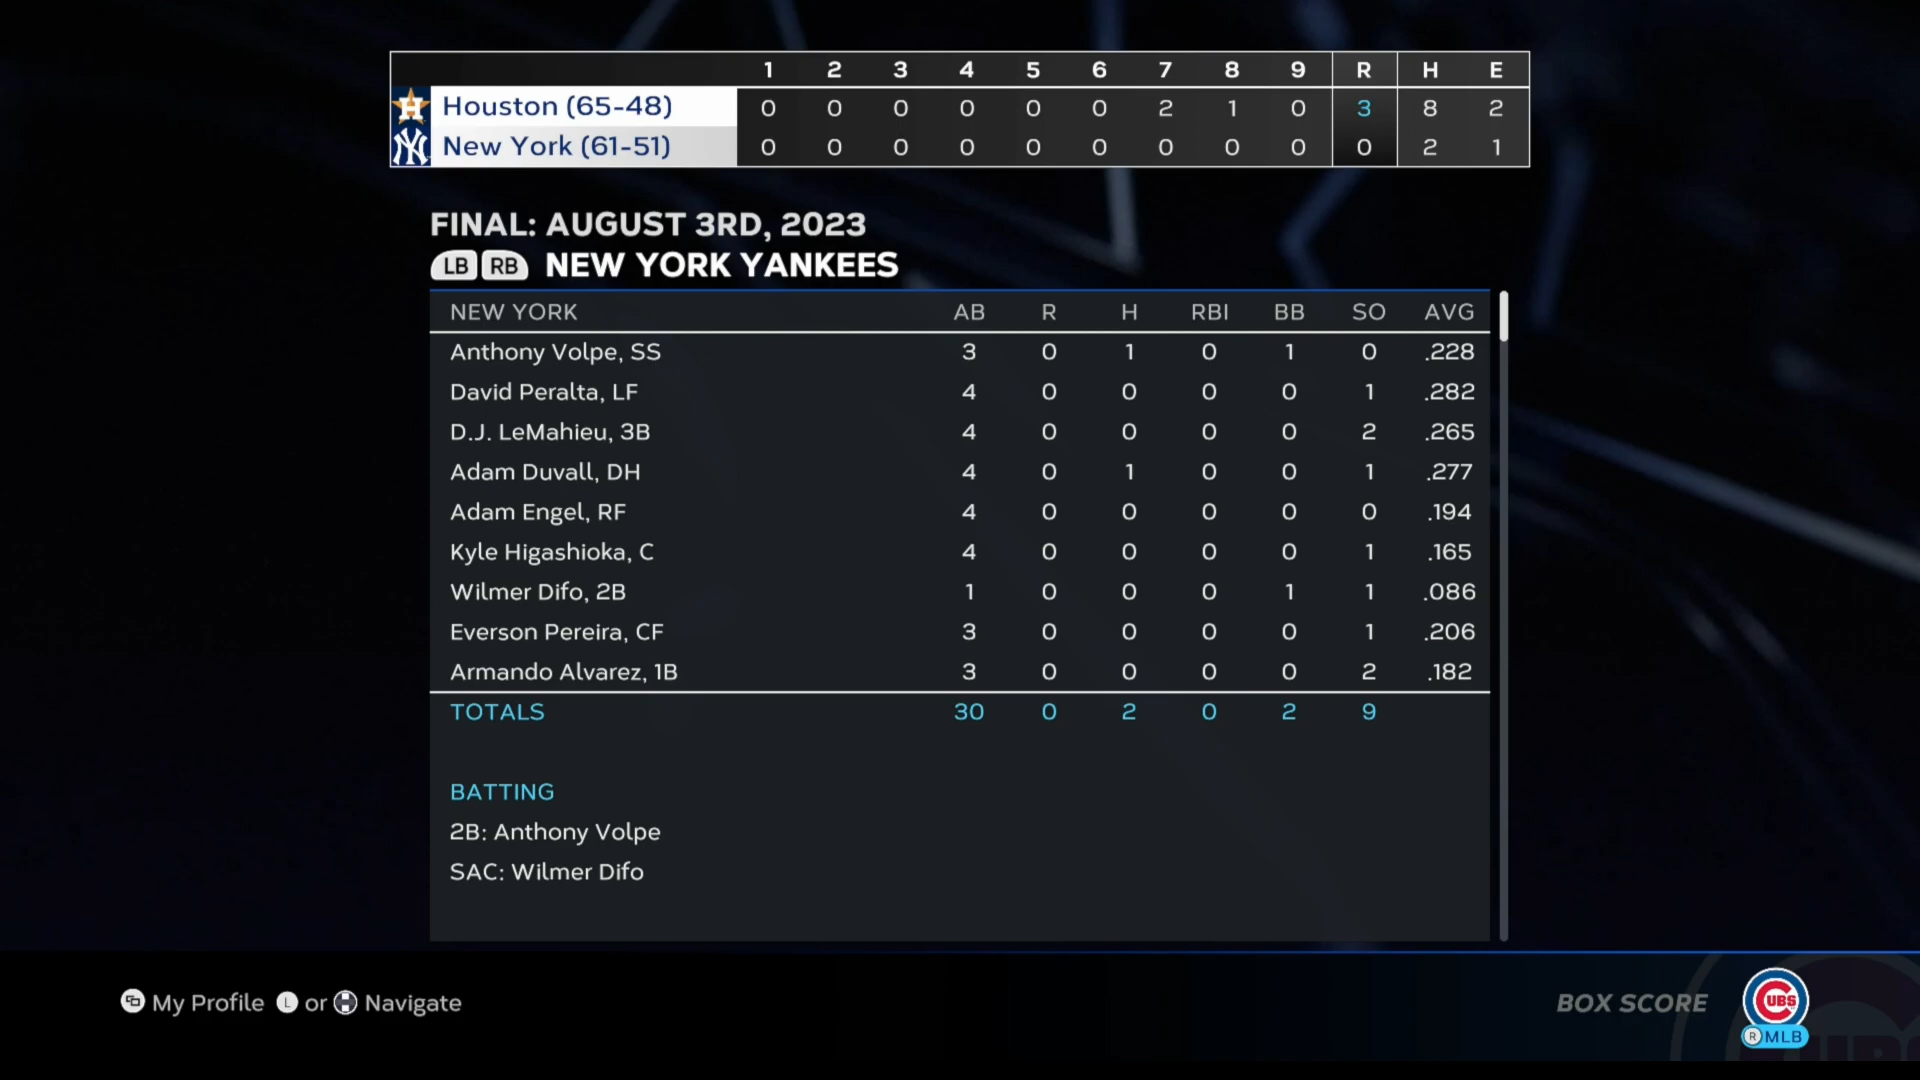 1 2 3 4 5 6 7 8 9 R H E
Houston (65-48) 0 0 0 0 0 0 2 1 0 3 8 2
New York (61-51) 0 0 0 0 0 0 0 0 0 0 2 1
FINAL: AUGUST 3RD, 2023
LB RB NEW YORK YANKEES
NEW YORK AB R H RBI BB SO AVG
Anthony Volpe, SS 3 0 1 0 1 0 .228
David Peralta, LF 4 0 0 0 0 1 .282
D.J. LeMahieu, 3B 4 0 0 0 0 2 .265
Adam Duvall, DH 4 0 1 0 0 1 .277
Adam Engel, RF 4 0 0 0 0 0 .194
Kyle Higashioka, C 4 0 0 0 0 1 .165
Wilmer Difo, 2B 1 0 0 0 1 1 .086
Everson Pereira, CF 3 0 0 0 0 1 .206
Armando Alvarez, 1B 3 0 0 0 0 2 .182
TOTALS 30 0 2 0 2 9
BATTING
2B: Anthony Volpe
SAC: Wilmer Difo
My Profile L or Navigate
BOX SCORE
CUBS
R MLB